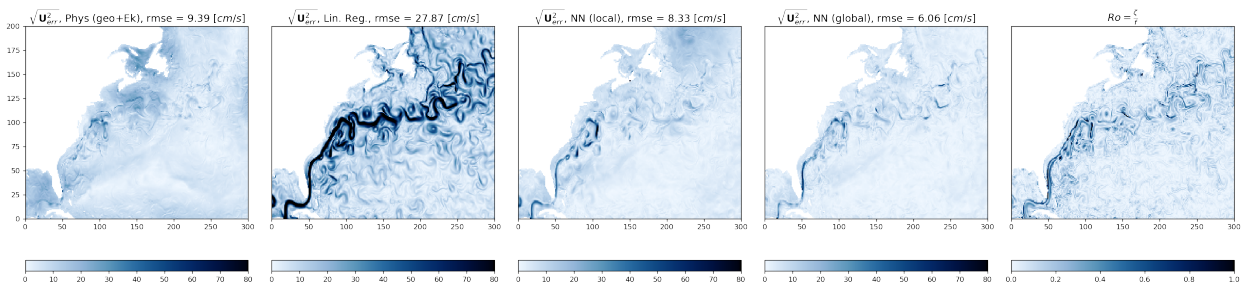 √U²err, Phys (geo+Ek), rmse = 9.39 [cm/s]
√U²err, Lin. Reg., rmse = 27.87 [cm/s]
√U²err, NN (local), rmse = 8.33 [cm/s]
√U²err, NN (global), rmse = 6.06 [cm/s]
Ro = ζ/f
200
175
150
125
100
75
50
25
0
0 50 100 150 200 250 300
0 50 100 150 200 250 300
0 50 100 150 200 250 300
0 50 100 150 200 250 300
0 50 100 150 200 250 300
0 10 20 30 40 50 60 70 80
0 10 20 30 40 50 60 70 80
0 10 20 30 40 50 60 70 80
0 10 20 30 40 50 60 70 80
0.0 0.2 0.4 0.6 0.8 1.0